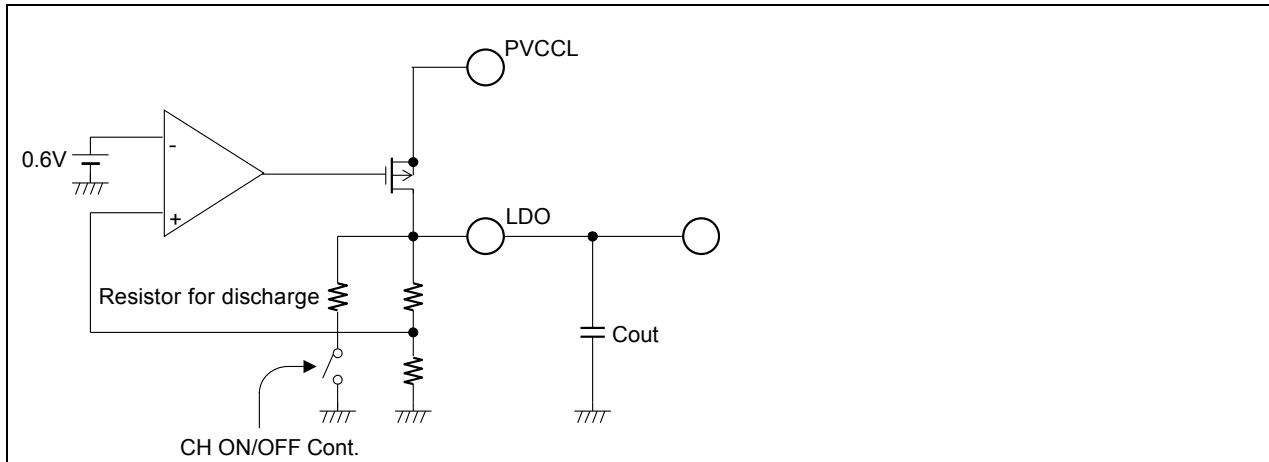 PVCCL
0.6V
-
+
LDO
Resistor for discharge
Cout
CH ON/OFF Cont.